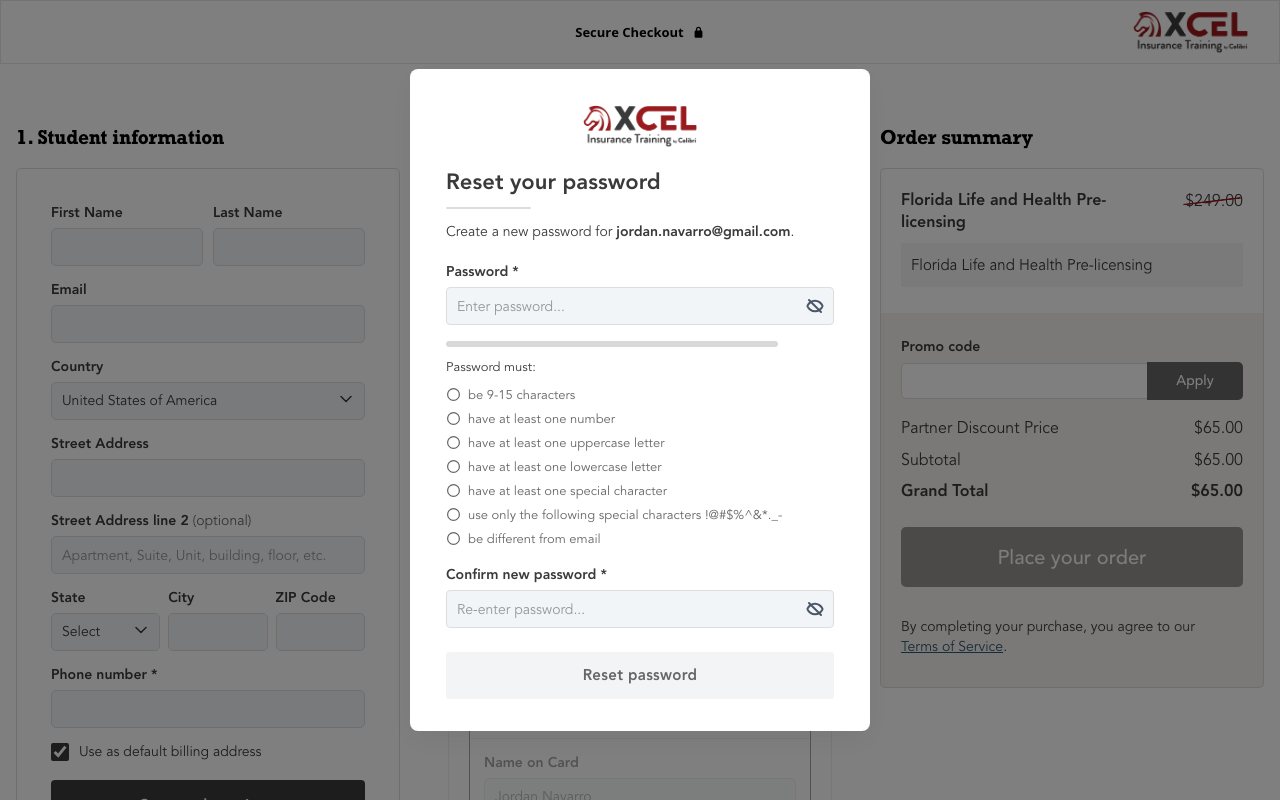 Secure Checkout
XCEL
Insurance Training by Colibri
1. Student information
First Name
Last Name
Email
Country
United States of America
Street Address
Street Address line 2 (optional)
Apartment, Suite, Unit, building, floor, etc.
State
City
ZIP Code
Select
Phone number *
Use as default billing address
XCEL
Insurance Training by Colibri
Reset your password
Create a new password for jordan.navarro@gmail.com.
Password *
Enter password...
Password must:
be 9-15 characters
have at least one number
have at least one uppercase letter
have at least one lowercase letter
have at least one special character
use only the following special characters !@#$%^&*._-
be different from email
Confirm new password *
Re-enter password...
Reset password
Name on Card
Jordan Navarro
Order summary
Florida Life and Health Pre-
licensing
$249.00
Florida Life and Health Pre-licensing
Promo code
Apply
Partner Discount Price $65.00
Subtotal $65.00
Grand Total $65.00
Place your order
By completing your purchase, you agree to our
Terms of Service.